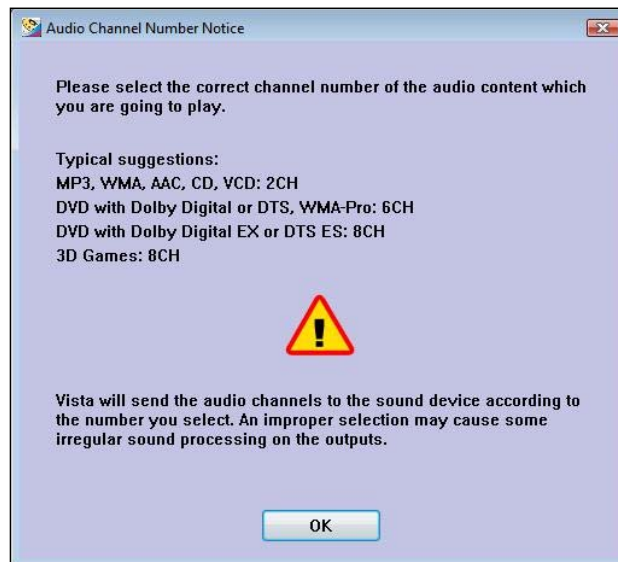 Audio Channel Number Notice
Please select the correct channel number of the audio content which
you are going to play.
Typical suggestions:
MP3, WMA, AAC, CD, VCD: 2CH
DVD with Dolby Digital or DTS, WMA-Pro: 6CH
DVD with Dolby Digital EX or DTS ES: 8CH
3D Games: 8CH
!
Vista will send the audio channels to the sound device according to
the number you select. An improper selection may cause some
irregular sound processing on the outputs.
OK